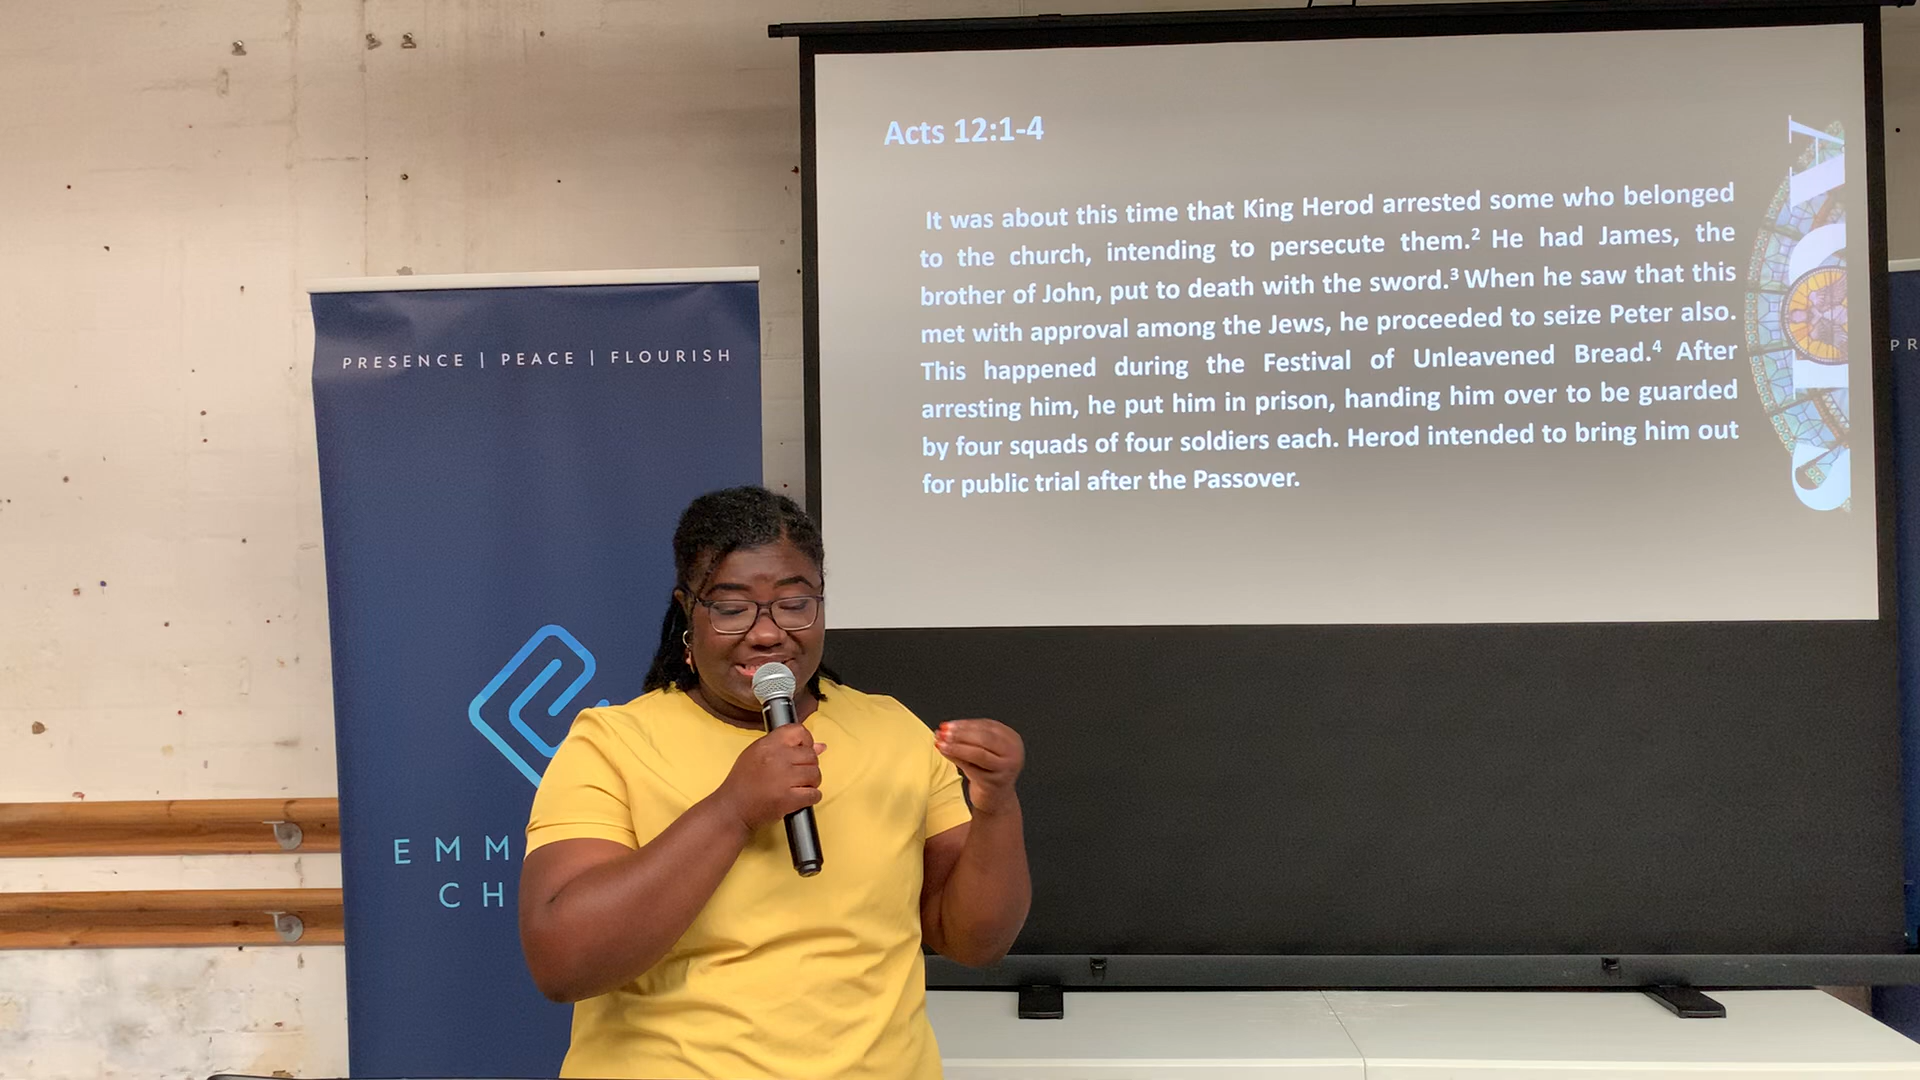 PRESENCE | PEACE | FLOURISH
EMM
CH
Acts 12:1-4
It was about this time that King Herod arrested some who belonged
to the church, intending to persecute them.² He had James, the
brother of John, put to death with the sword.³ When he saw that this
met with approval among the Jews, he proceeded to seize Peter also.
This happened during the Festival of Unleavened Bread.⁴ After
arresting him, he put him in prison, handing him over to be guarded
by four squads of four soldiers each. Herod intended to bring him out
for public trial after the Passover.
ACTS
PR